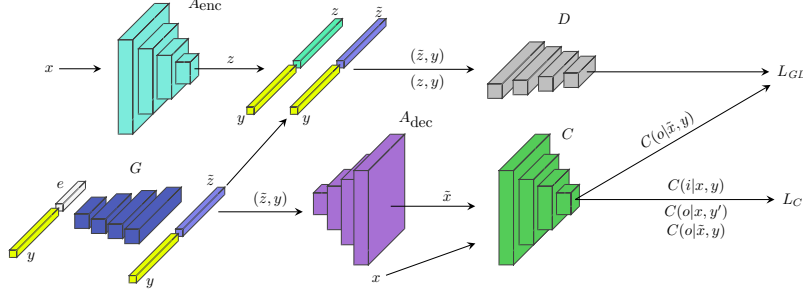 A_enc
z z̃
D
x
z
(z̃, y)
(z, y)
L_GD
y y
A_dec
C
C(o|x̃, y)
G
e
z̃
(z̃, y)
x̃
C(i|x, y)
L_C
C(o|x, y′)
C(o|x̃, y)
y
y
x